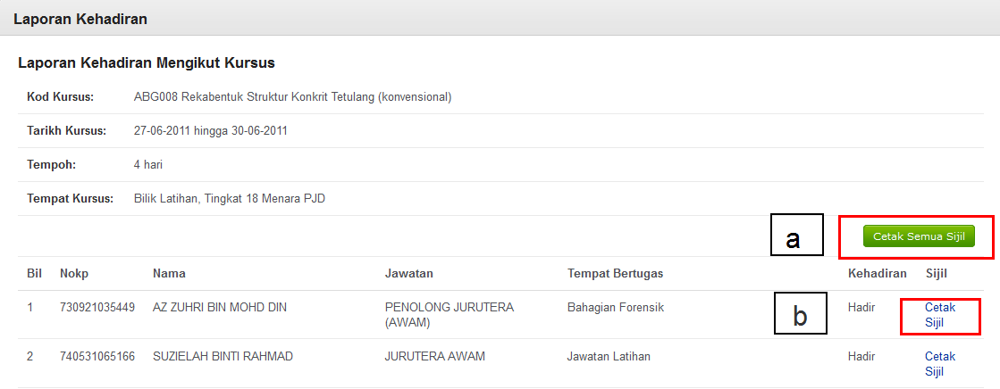 Laporan Kehadiran
Laporan Kehadiran Mengikut Kursus
Kod Kursus: ABG008 Rekabentuk Struktur Konkrit Tetulang (konvensional)
Tarikh Kursus: 27-06-2011 hingga 30-06-2011
Tempoh: 4 hari
Tempat Kursus: Bilik Latihan, Tingkat 18 Menara PJD
a Cetak Semua Sijil
Bil Nokp Nama Jawatan Tempat Bertugas Kehadiran Sijil
1 730921035449 AZ ZUHRI BIN MOHD DIN PENOLONG JURUTERA Bahagian Forensik b Hadir Cetak
(AWAM) Sijil
2 740531065166 SUZIELAH BINTI RAHMAD JURUTERA AWAM Jawatan Latihan Hadir Cetak
Sijil